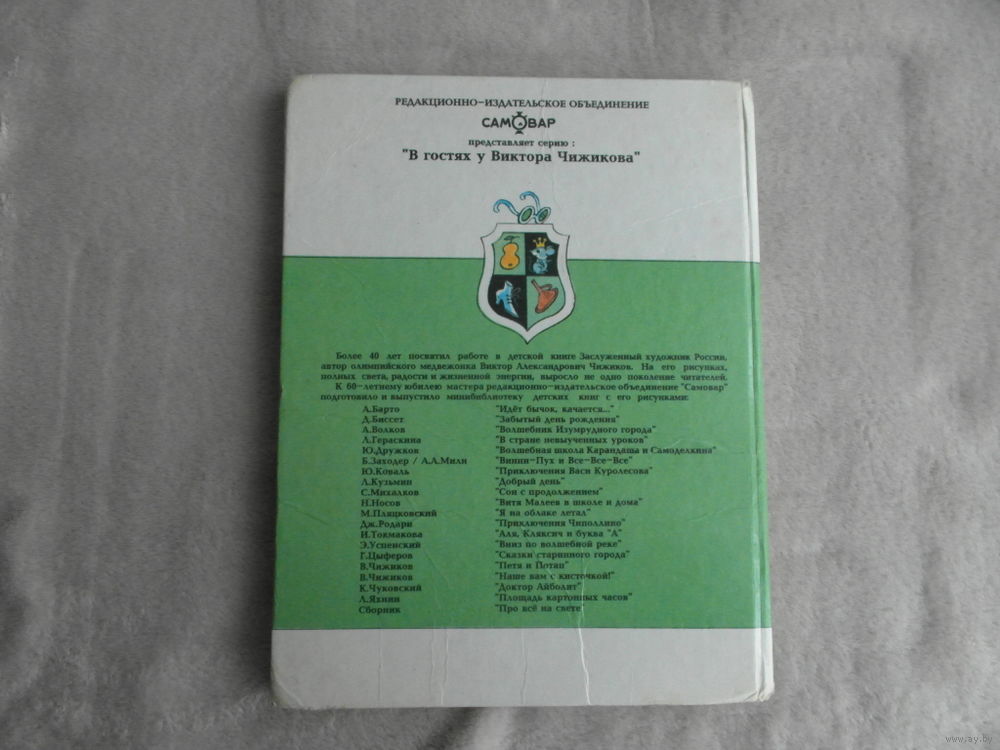 РЕДАКЦИОННО-ИЗДАТЕЛЬСКОЕ ОБЪЕДИНЕНИЕ
САМОВАР
представляет серию :
"В гостях у Виктора Чижикова"
Более 40 лет посвятил работе в детской книге Заслуженный художник России,
автор олимпийского медвежонка Виктор Александрович Чижиков. На его рисунках,
полных света, радости и жизненной энергии, выросло не одно поколение читателей.
К 60-летнему юбилею мастера редакционно-издательское объединение "Самовар"
подготовило и выпустило минибиблиотеку детских книг с его рисунками:
А.Барто "Идёт бычок, качается..."
Д.Биссет "Забытый день рождения"
А.Волков "Волшебник Изумрудного города"
Л.Гераскина "В стране невыученных уроков"
Ю.Дружков "Волшебная школа Карандаша и Самоделкина"
Б.Заходер / А.А.Милн "Винни-Пух и Все-Все-Все"
Ю.Коваль "Приключения Васи Куролесова"
Л.Кузьмин "Добрый день"
С.Михалков "Сон с продолжением"
Н.Носов "Витя Малеев в школе и дома"
М.Пляцковский "Я на облаке летал"
Дж.Родари "Приключения Чиполлино"
И.Токмакова "Аля, Кляксич и буква "А"
Э.Успенский "Вниз по волшебной реке"
Г.Цыферов "Сказки старинного города"
В.Чижиков "Петя и Потап"
В.Чижиков "Наше вам с кисточкой!"
К.Чуковский "Доктор Айболит"
Л.Яхнин "Площадь картонных часов"
Сборник "Про всё на свете"
www.ay.by